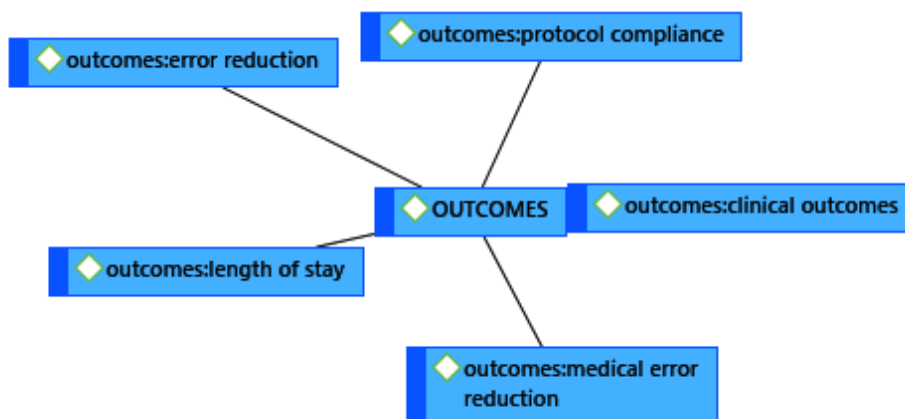 outcomes:protocol compliance
outcomes:error reduction
OUTCOMES
outcomes:clinical outcomes
outcomes:length of stay
outcomes:medical error
reduction